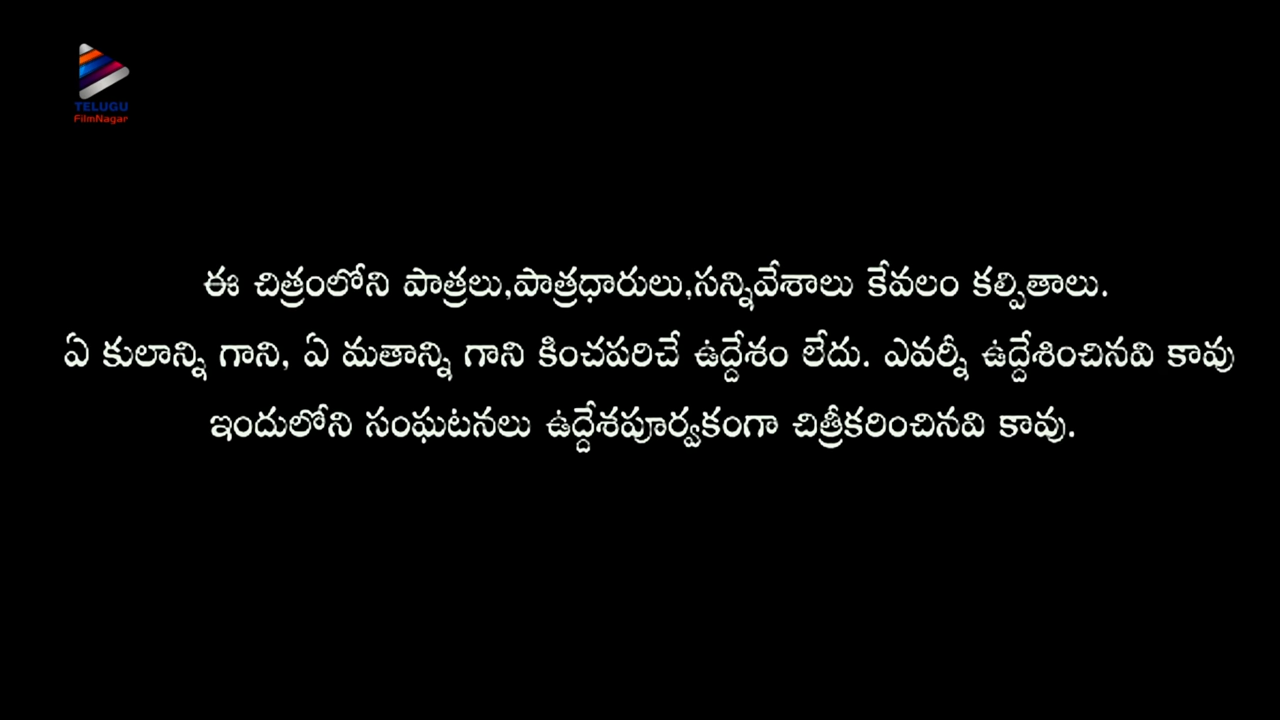 TELUGU
FilmNagar
ఈ చిత్రంలోని పాత్రలు,పాత్రధారులు,సన్నివేశాలు కేవలం కల్పితాలు.
ఏ కులాన్ని గాని, ఏ మతాన్ని గాని కించపరిచే ఉద్దేశం లేదు. ఎవర్నీ ఉద్దేశించినవి కావు
ఇందులోని సంఘటనలు ఉద్దేశపూర్వకంగా చిత్రీకరించినవి కావు.